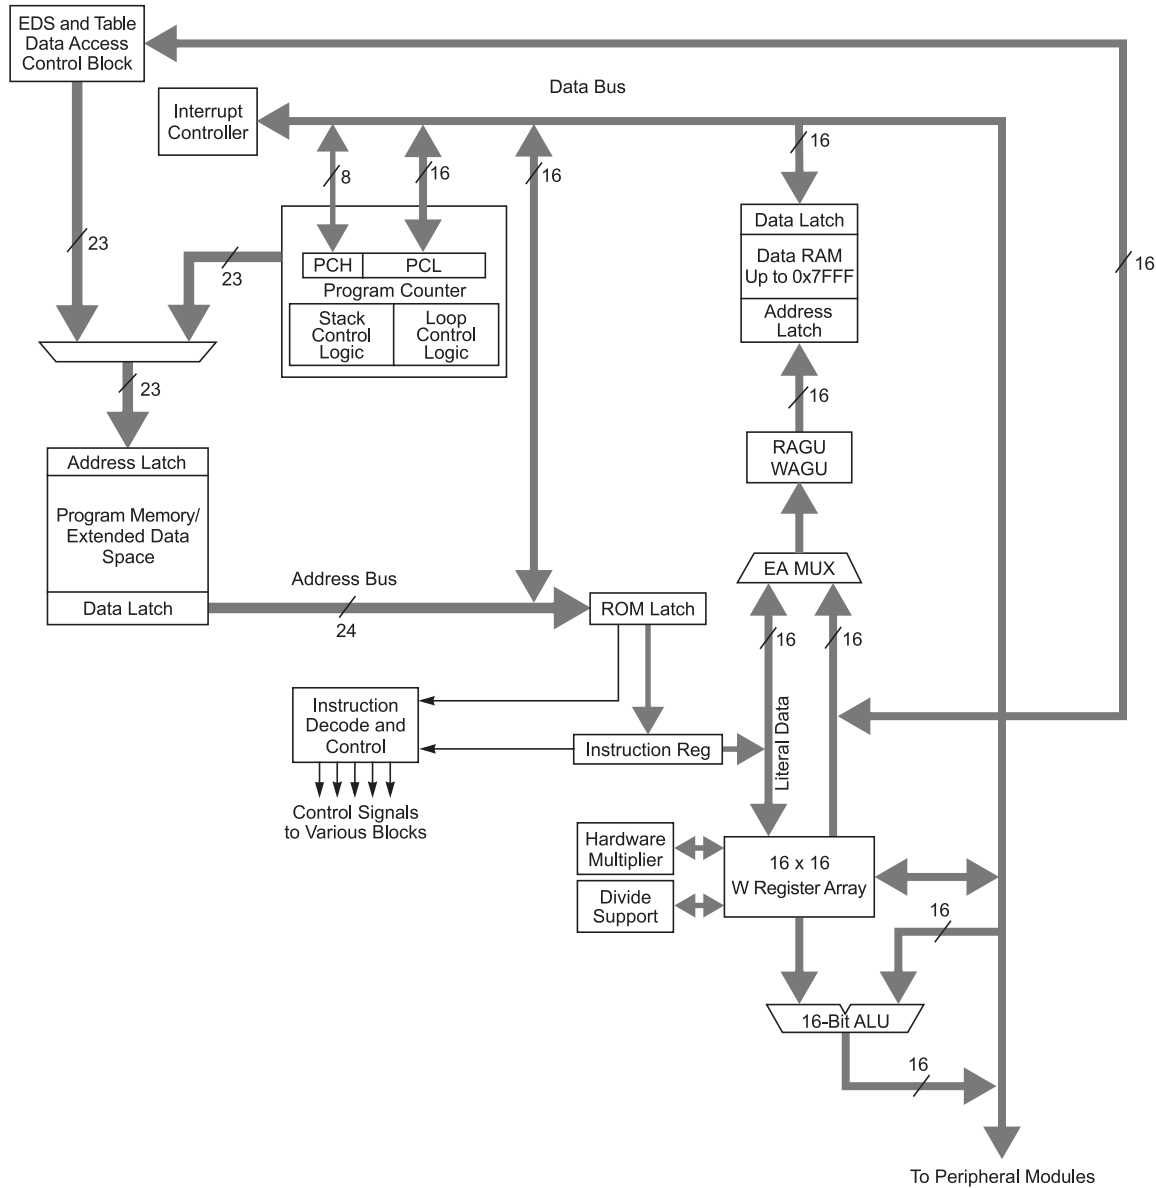 EDS and Table
Data Access
Control Block
Data Bus
Interrupt
Controller
16
8
16
16
23
23
16
PCH
PCL
Program Counter
Stack
Control
Logic
Loop
Control
Logic
Data Latch
Data RAM
Up to 0x7FFF
Address
Latch
23
16
RAGU
WAGU
Address Latch
Program Memory/
Extended Data
Space
Data Latch
Address Bus
24
EA MUX
ROM Latch
16
16
Instruction
Decode and
Control
Instruction Reg
Literal Data
Control Signals
to Various Blocks
Hardware
Multiplier
16 x 16
W Register Array
Divide
Support
16
16-Bit ALU
16
To Peripheral Modules